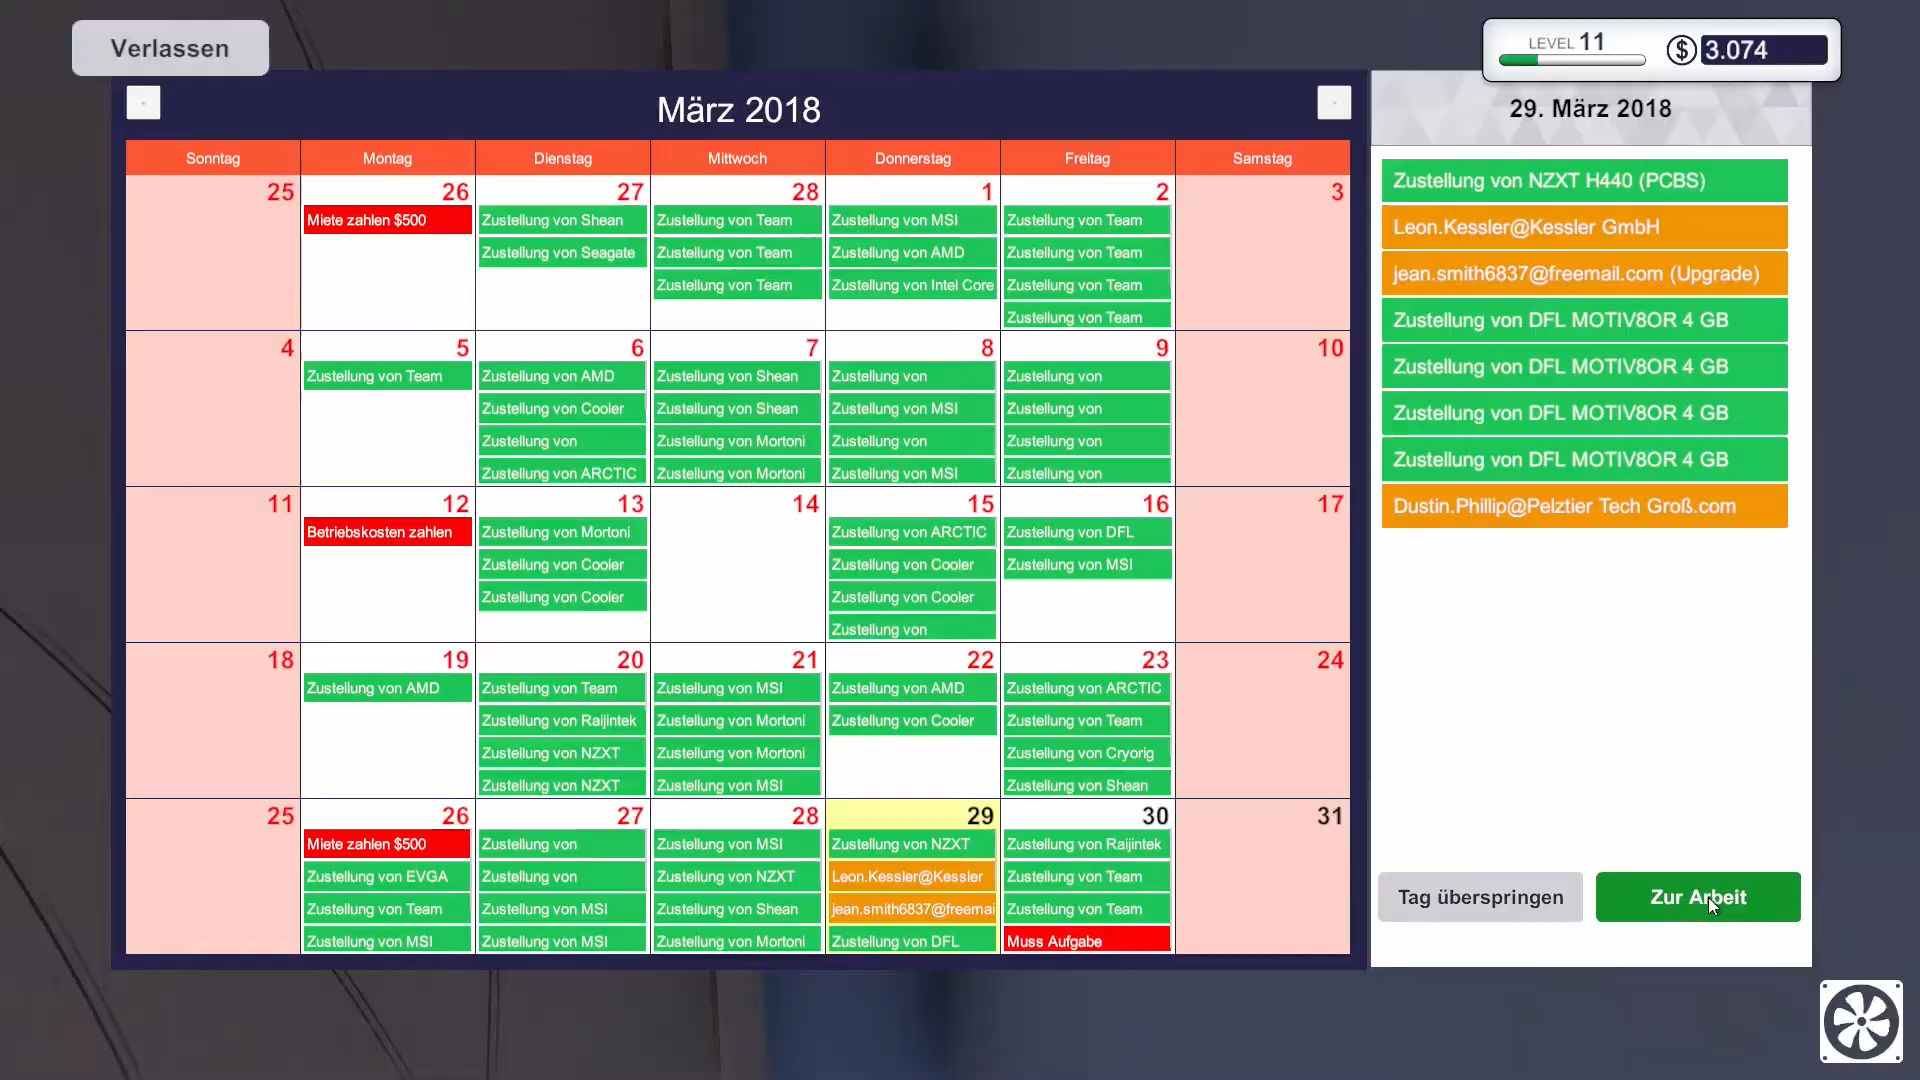 Verlassen
LEVEL 11
$ 3.074
März 2018
29. März 2018
Sonntag Montag Dienstag Mittwoch Donnerstag Freitag Samstag
25 26 27 28 1 2 3
Miete zahlen $500 Zustellung von Shean Zustellung von Team Zustellung von MSI Zustellung von Team
Zustellung von Seagate Zustellung von Team Zustellung von AMD Zustellung von Team
Zustellung von Team Zustellung von Intel Core Zustellung von Team
Zustellung von Team
4 5 6 7 8 9 10
Zustellung von Team Zustellung von AMD Zustellung von Shean Zustellung von Zustellung von
Zustellung von Cooler Zustellung von Shean Zustellung von MSI Zustellung von
Zustellung von Zustellung von Mortoni Zustellung von Zustellung von
Zustellung von ARCTIC Zustellung von Mortoni Zustellung von MSI Zustellung von
11 12 13 14 15 16 17
Betriebskosten zahlen Zustellung von Mortoni Zustellung von ARCTIC Zustellung von DFL
Zustellung von Cooler Zustellung von Cooler Zustellung von MSI
Zustellung von Cooler Zustellung von Cooler
Zustellung von
18 19 20 21 22 23 24
Zustellung von AMD Zustellung von Team Zustellung von MSI Zustellung von AMD Zustellung von ARCTIC
Zustellung von Raijintek Zustellung von Mortoni Zustellung von Cooler Zustellung von Team
Zustellung von NZXT Zustellung von Mortoni Zustellung von Cryorig
Zustellung von NZXT Zustellung von MSI Zustellung von Shean
25 26 27 28 29 30 31
Miete zahlen $500 Zustellung von Zustellung von MSI Zustellung von NZXT Zustellung von Raijintek
Zustellung von EVGA Zustellung von Zustellung von NZXT Leon.Kessler@Kessler Zustellung von Team
Zustellung von Team Zustellung von MSI Zustellung von Shean jean.smith6837@freemai Zustellung von Team
Zustellung von MSI Zustellung von MSI Zustellung von Mortoni Zustellung von DFL Muss Aufgabe
Zustellung von NZXT H440 (PCBS)
Leon.Kessler@Kessler GmbH
jean.smith6837@freemail.com (Upgrade)
Zustellung von DFL MOTIV8OR 4 GB
Zustellung von DFL MOTIV8OR 4 GB
Zustellung von DFL MOTIV8OR 4 GB
Zustellung von DFL MOTIV8OR 4 GB
Dustin.Phillip@Pelztier Tech Groß.com
Tag überspringen
Zur Arbeit